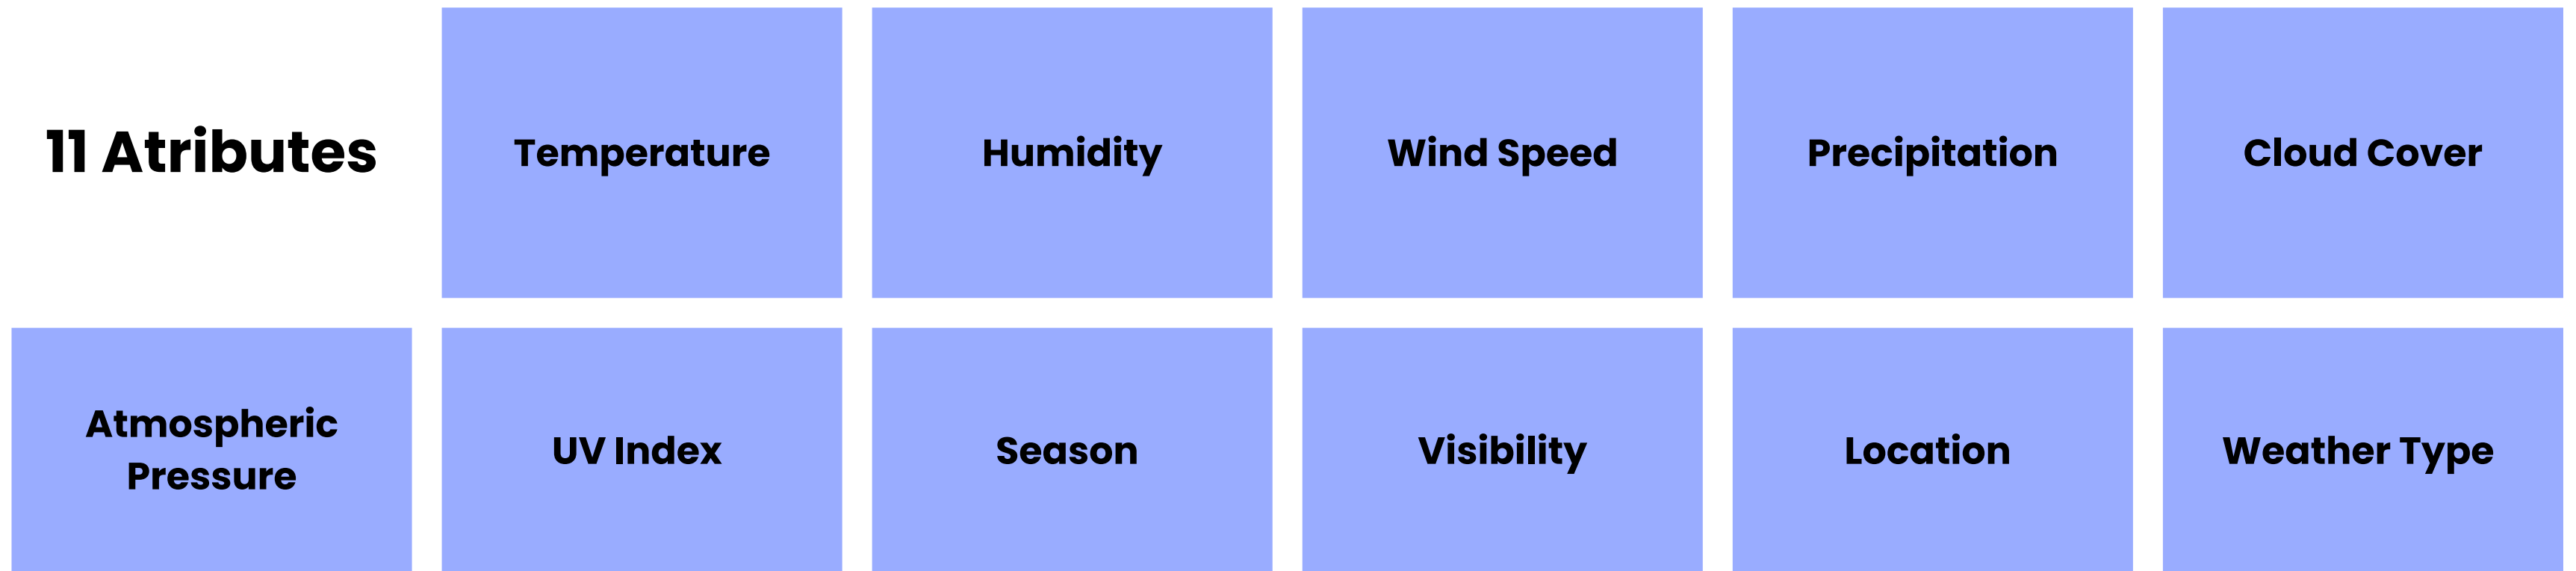 11 Atributes
Temperature
Humidity
Wind Speed
Precipitation
Cloud Cover
Atmospheric
Pressure
UV Index
Season
Visibility
Location
Weather Type